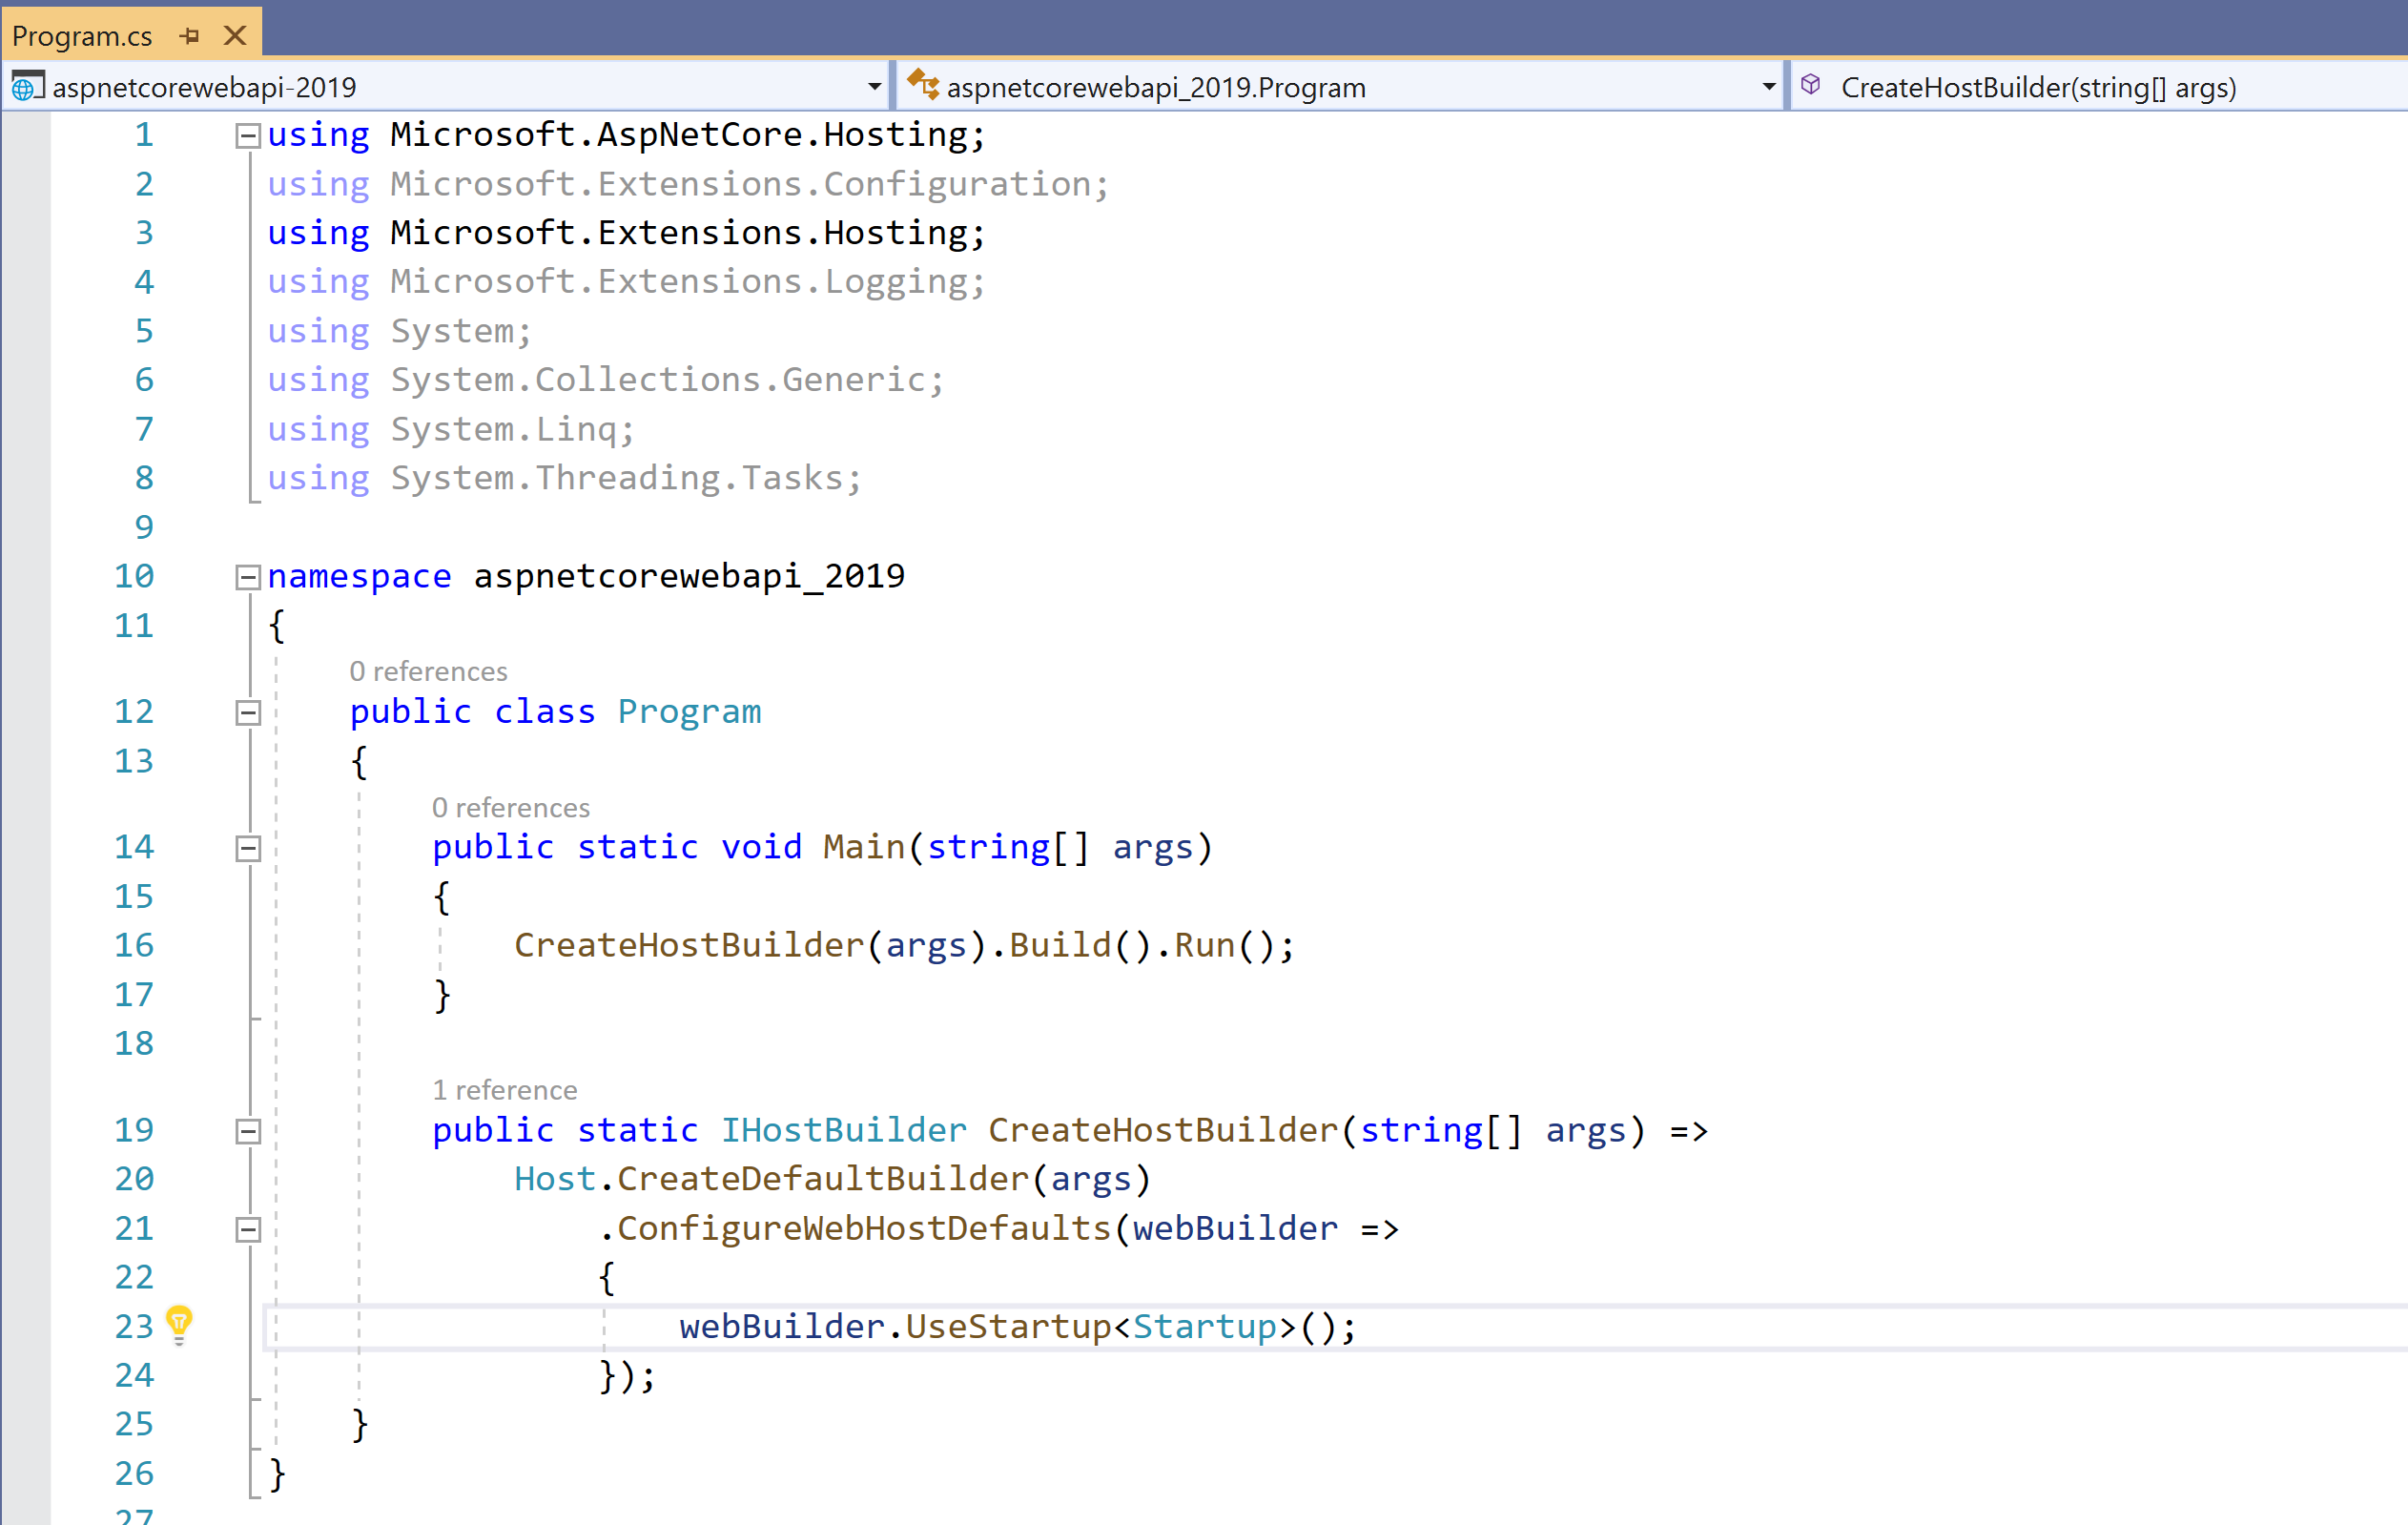 Program.cs
aspnetcorewebapi-2019 aspnetcorewebapi_2019.Program CreateHostBuilder(string[] args)
1 using Microsoft.AspNetCore.Hosting;
2 using Microsoft.Extensions.Configuration;
3 using Microsoft.Extensions.Hosting;
4 using Microsoft.Extensions.Logging;
5 using System;
6 using System.Collections.Generic;
7 using System.Linq;
8 using System.Threading.Tasks;
9
10 namespace aspnetcorewebapi_2019
11 {
0 references
12 public class Program
13 {
0 references
14 public static void Main(string[] args)
15 {
16 CreateHostBuilder(args).Build().Run();
17 }
18
1 reference
19 public static IHostBuilder CreateHostBuilder(string[] args) =>
20 Host.CreateDefaultBuilder(args)
21 .ConfigureWebHostDefaults(webBuilder =>
22 {
23 webBuilder.UseStartup<Startup>();
24 });
25 }
26 }
27